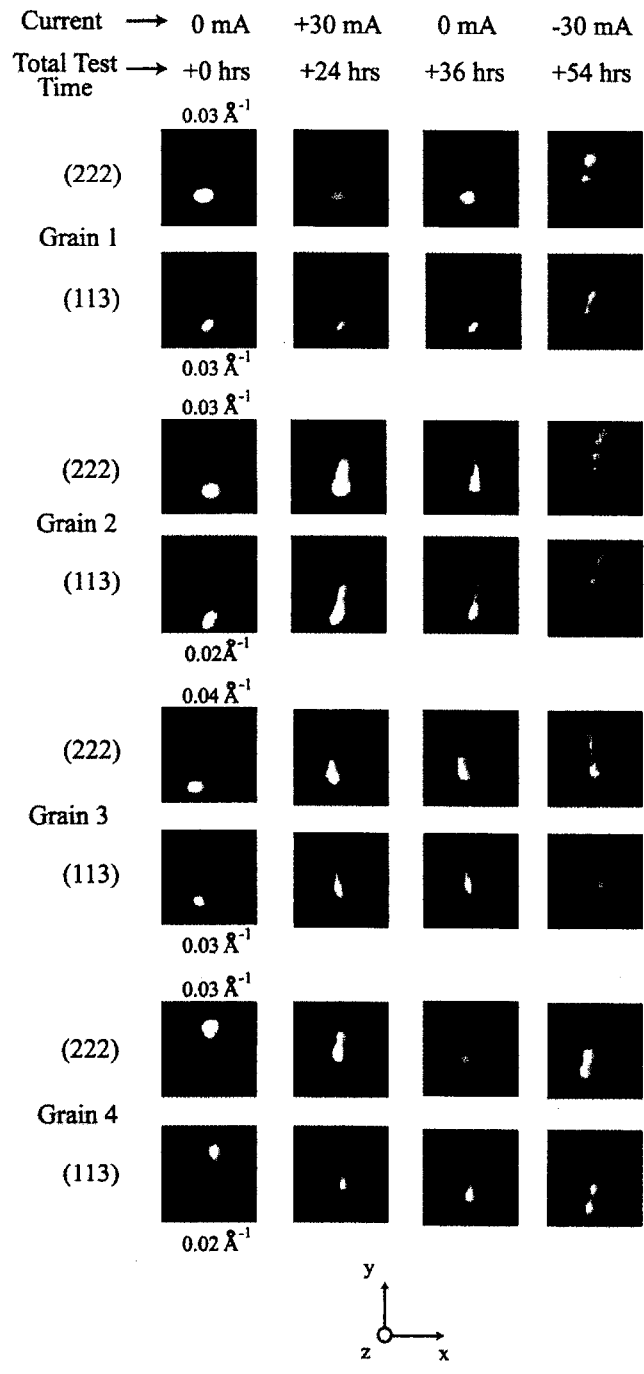 Current → 0 mA +30 mA 0 mA -30 mA
Total Test Time → +0 hrs +24 hrs +36 hrs +54 hrs
0.03 Å⁻¹
(222)
Grain 1
(113)
0.03 Å⁻¹
0.03 Å⁻¹
(222)
Grain 2
(113)
0.02Å⁻¹
0.04 Å⁻¹
(222)
Grain 3
(113)
0.03 Å⁻¹
0.03 Å⁻¹
(222)
Grain 4
(113)
0.02 Å⁻¹
y
z x